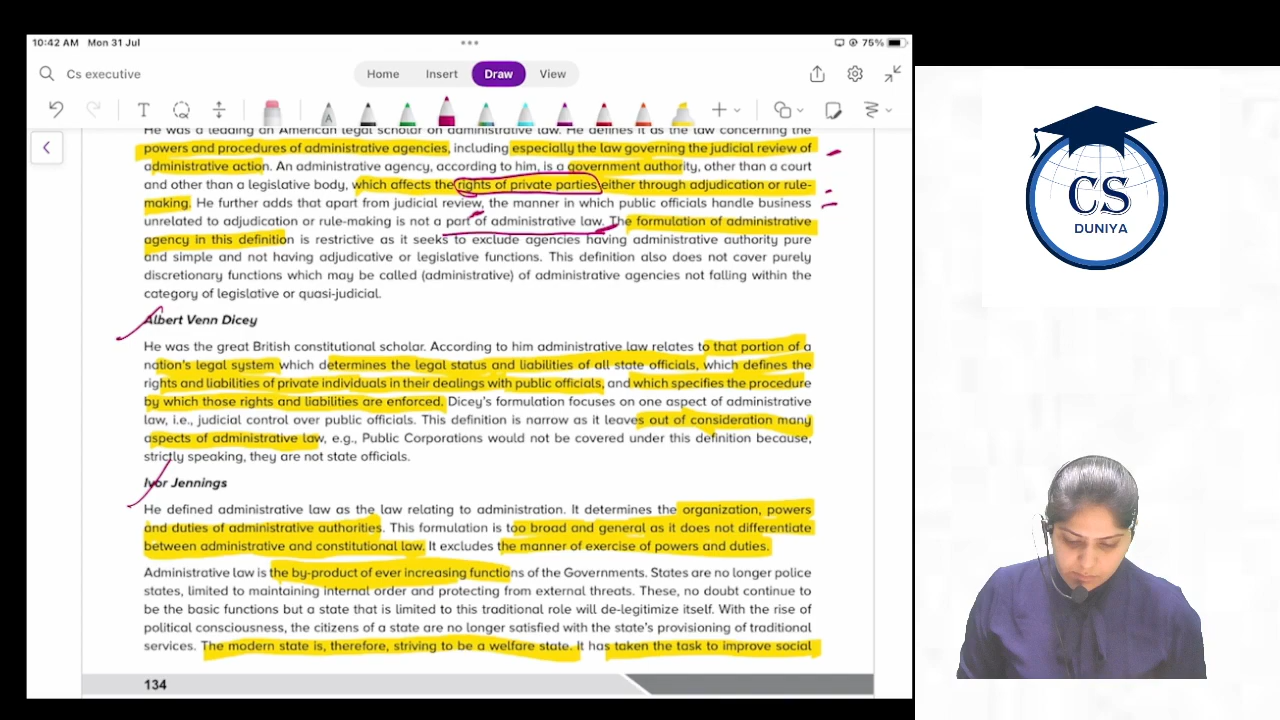 10:42 AM Mon 31 Jul
75%
Cs executive
Home Insert Draw View
T
A
He was a leading an American legal scholar on administrative law. He defines it as the law concerning the
powers and procedures of administrative agencies, including especially the law governing the judicial review of
administrative action. An administrative agency, according to him, is a government authority, other than a court
and other than a legislative body, which affects the rights of private parties either through adjudication or rule-
making. He further adds that apart from judicial review, the manner in which public officials handle business
unrelated to adjudication or rule-making is not a part of administrative law. The formulation of administrative
agency in this definition is restrictive as it seeks to exclude agencies having administrative authority pure
and simple and not having adjudicative or legislative functions. This definition also does not cover purely
discretionary functions which may be called (administrative) of administrative agencies not falling within the
category of legislative or quasi-judicial.
Albert Venn Dicey
He was the great British constitutional scholar. According to him administrative law relates to that portion of a
nation's legal system which determines the legal status and liabilities of all state officials, which defines the
rights and liabilities of private individuals in their dealings with public officials, and which specifies the procedure
by which those rights and liabilities are enforced. Dicey's formulation focuses on one aspect of administrative
law, i.e., judicial control over public officials. This definition is narrow as it leaves out of consideration many
aspects of administrative law, e.g., Public Corporations would not be covered under this definition because,
strictly speaking, they are not state officials.
Ivor Jennings
He defined administrative law as the law relating to administration. It determines the organization, powers
and duties of administrative authorities. This formulation is too broad and general as it does not differentiate
between administrative and constitutional law. It excludes the manner of exercise of powers and duties.
Administrative law is the by-product of ever increasing functions of the Governments. States are no longer police
states, limited to maintaining internal order and protecting from external threats. These, no doubt continue to
be the basic functions but a state that is limited to this traditional role will de-legitimize itself. With the rise of
political consciousness, the citizens of a state are no longer satisfied with the state's provisioning of traditional
services. The modern state is, therefore, striving to be a welfare state. It has taken the task to improve social
134
CS
DUNIYA